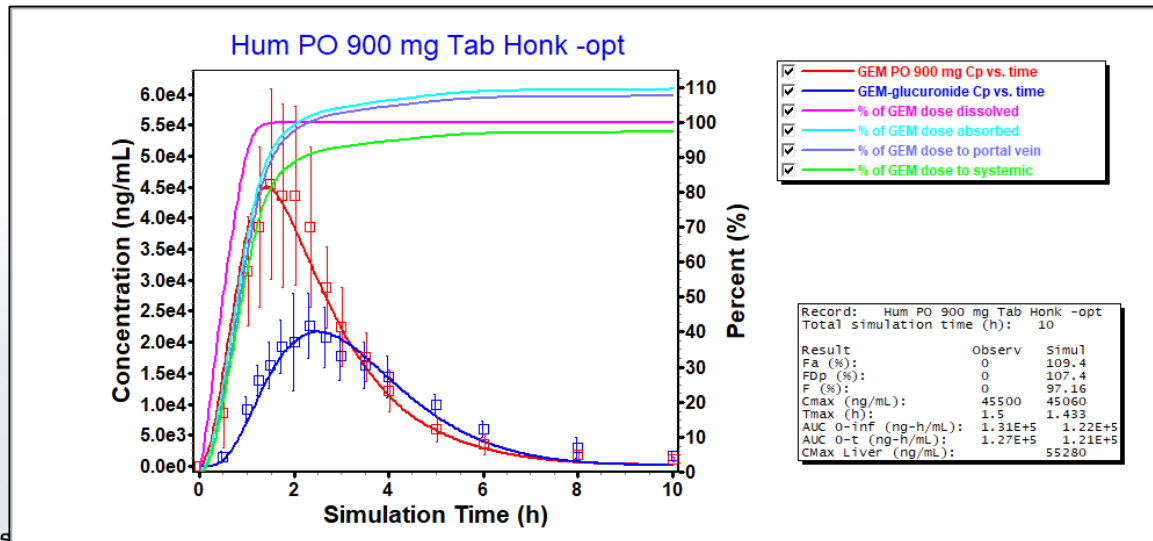 Hum PO 900 mg Tab Honk -opt
Concentration (ng/mL)
6.0e4
5.5e4
5.0e4
4.5e4
4.0e4
3.5e4
3.0e4
2.5e4
2.0e4
1.5e4
1.0e4
5.0e3
0.0e0
0 2 4 6 8 10
Simulation Time (h)
110
100
90
80
70
60
50
40
30
20
10
0
Percent (%)
GEM PO 900 mg Cp vs. time
GEM-glucuronide Cp vs. time
% of GEM dose dissolved
% of GEM dose absorbed
% of GEM dose to portal vein
% of GEM dose to systemic
Record: Hum PO 900 mg Tab Honk -opt
Total simulation time (h): 10
Result Observ Simul
Fa (%): 0 109.4
FDp (%): 0 107.4
F (%): 0 97.16
Cmax (ng/mL): 45500 45060
Tmax (h): 1.5 1.433
AUC 0-inf (ng-h/mL): 1.31E+5 1.22E+5
AUC 0-t (ng-h/mL): 1.27E+5 1.21E+5
CMax Liver (ng/mL): 55280
s